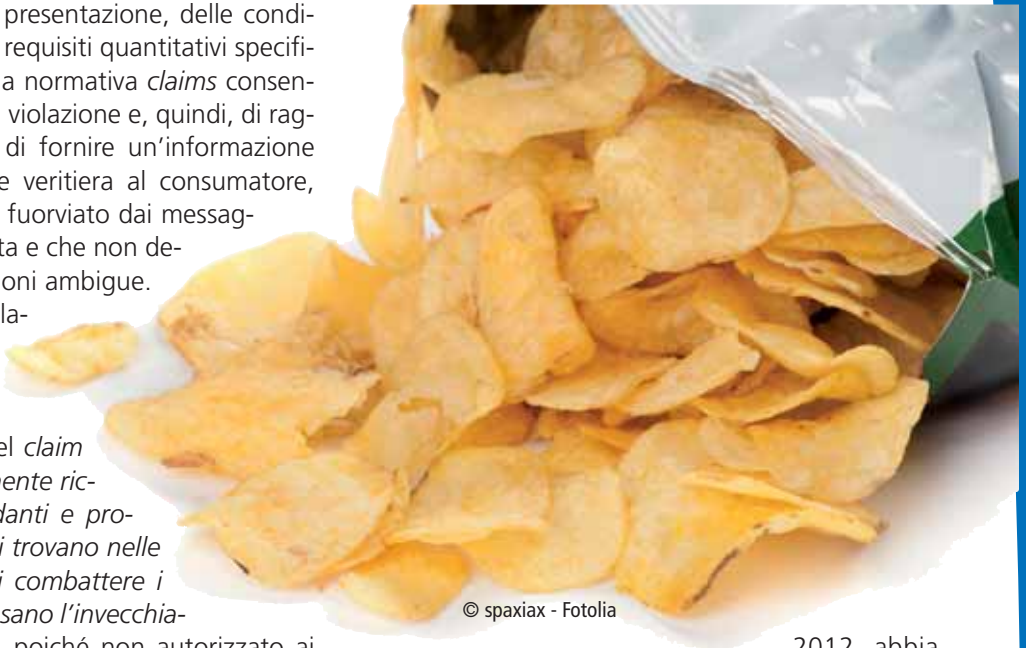 presentazione, delle condi-
requisiti quantitativi specifi-
a normativa claims consen-
violazione e, quindi, di rag-
di fornire un'informazione
e veritiera al consumatore,
fuorviato dai messag-
ta e che non de-
oni ambigue.
la-
el claim
nente ric-
danti e pro-
i trovano nelle
i combattere i
sano l'invecchia-
poiché non autorizzato ai
© spaxiax - Fotolia
2012, abbia